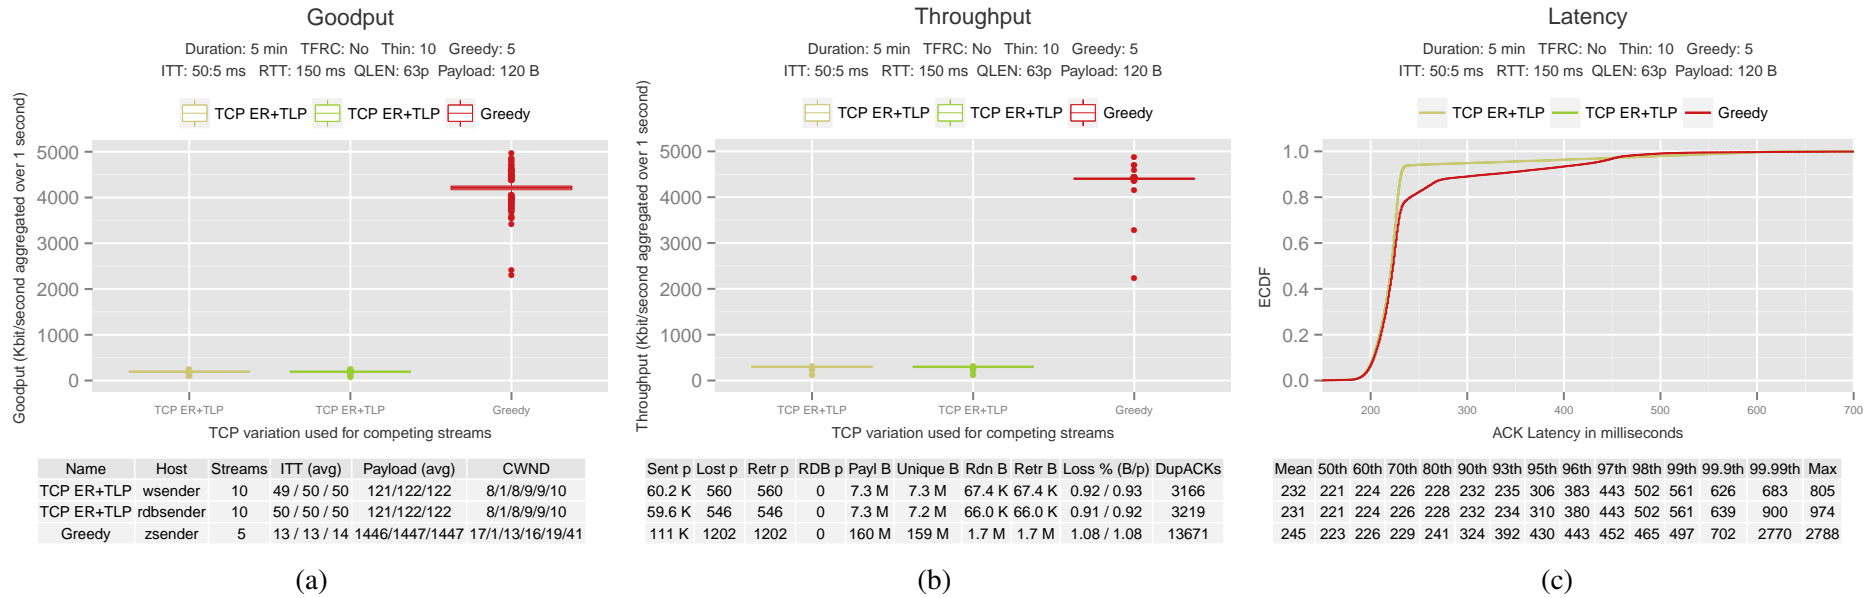 Goodput
Duration: 5 min TFRC: No Thin: 10 Greedy: 5
ITT: 50:5 ms RTT: 150 ms QLEN: 63p Payload: 120 B
TCP ER+TLP TCP ER+TLP Greedy
Goodput (Kbit/second aggregated over 1 second)
5000
4000
3000
2000
1000
0
TCP ER+TLP TCP ER+TLP Greedy
TCP variation used for competing streams
Name Host Streams ITT (avg) Payload (avg) CWND
TCP ER+TLP wsender 10 49 / 50 / 50 121/122/122 8/1/8/9/9/10
TCP ER+TLP rdbsender 10 50 / 50 / 50 121/122/122 8/1/8/9/9/10
Greedy zsender 5 13 / 13 / 14 1446/1447/1447 17/1/13/16/19/41
(a)
Throughput
Duration: 5 min TFRC: No Thin: 10 Greedy: 5
ITT: 50:5 ms RTT: 150 ms QLEN: 63p Payload: 120 B
TCP ER+TLP TCP ER+TLP Greedy
Throughput (Kbit/second aggregated over 1 second)
5000
4000
3000
2000
1000
0
TCP ER+TLP TCP ER+TLP Greedy
TCP variation used for competing streams
Sent p Lost p Retr p RDB p Payl B Unique B Rdn B Retr B Loss % (B/p) DupACKs
60.2 K 560 560 0 7.3 M 7.3 M 67.4 K 67.4 K 0.92 / 0.93 3166
59.6 K 546 546 0 7.3 M 7.2 M 66.0 K 66.0 K 0.91 / 0.92 3219
111 K 1202 1202 0 160 M 159 M 1.7 M 1.7 M 1.08 / 1.08 13671
(b)
Latency
Duration: 5 min TFRC: No Thin: 10 Greedy: 5
ITT: 50:5 ms RTT: 150 ms QLEN: 63p Payload: 120 B
TCP ER+TLP TCP ER+TLP Greedy
ECDF
1.0
0.8
0.6
0.4
0.2
0.0
200 300 400 500 600 700
ACK Latency in milliseconds
Mean 50th 60th 70th 80th 90th 93th 95th 96th 97th 98th 99th 99.9th 99.99th Max
232 221 224 226 228 232 235 306 383 443 502 561 626 683 805
231 221 224 226 228 232 234 310 380 443 502 561 639 900 974
245 223 226 229 241 324 392 430 443 452 465 497 702 2770 2788
(c)